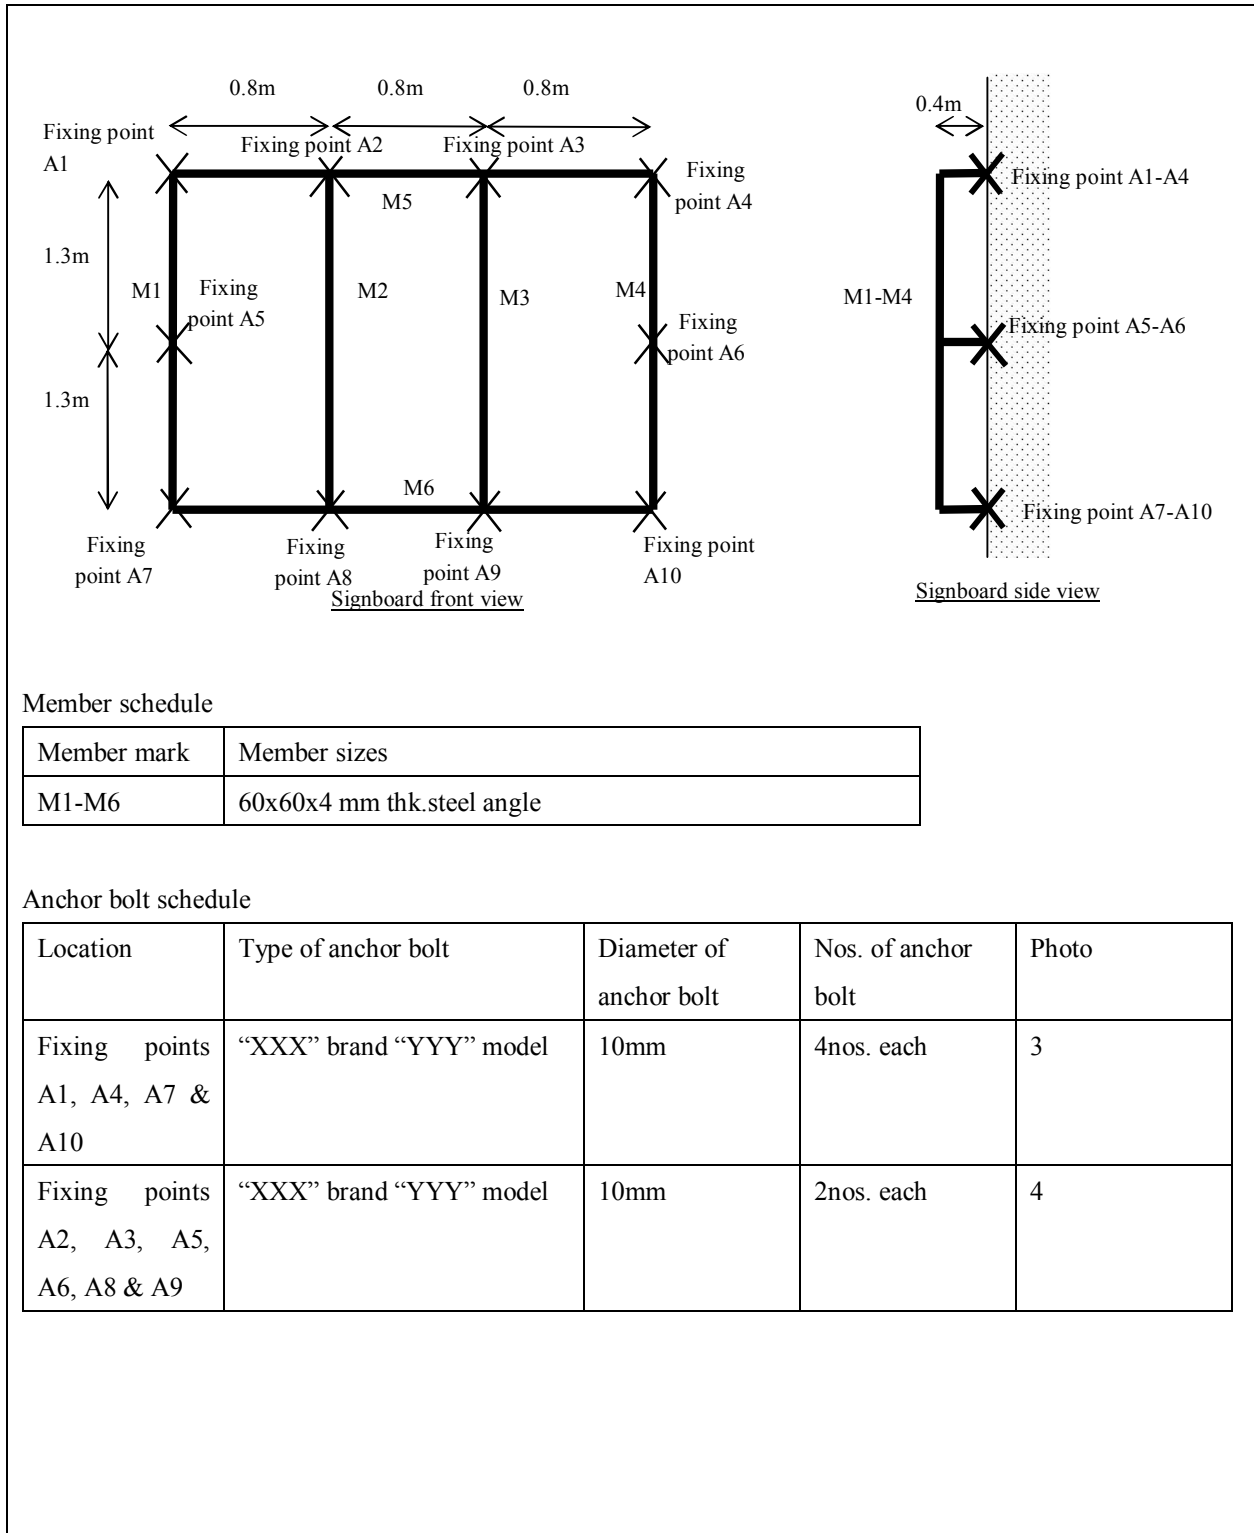 0.8m
0.8m
0.8m
0.4m
Fixing point
A1
Fixing point A2
Fixing point A3
Fixing
point A4
Fixing point A1-A4
M5
1.3m
M1
Fixing
point A5
M2
M3
M4
Fixing
point A6
M1-M4
Fixing point A5-A6
1.3m
M6
Fixing
point A7
Fixing
point A8
Fixing
point A9
Fixing point
A10
Fixing point A7-A10
Signboard front view
Signboard side view
Member schedule
Member mark
Member sizes
M1-M6
60x60x4 mm thk.steel angle
Anchor bolt schedule
Location
Type of anchor bolt
Diameter of
anchor bolt
Nos. of anchor
bolt
Photo
Fixing points
A1, A4, A7 &
A10
“XXX” brand “YYY” model
10mm
4nos. each
3
Fixing points
A2, A3, A5,
A6, A8 & A9
“XXX” brand “YYY” model
10mm
2nos. each
4